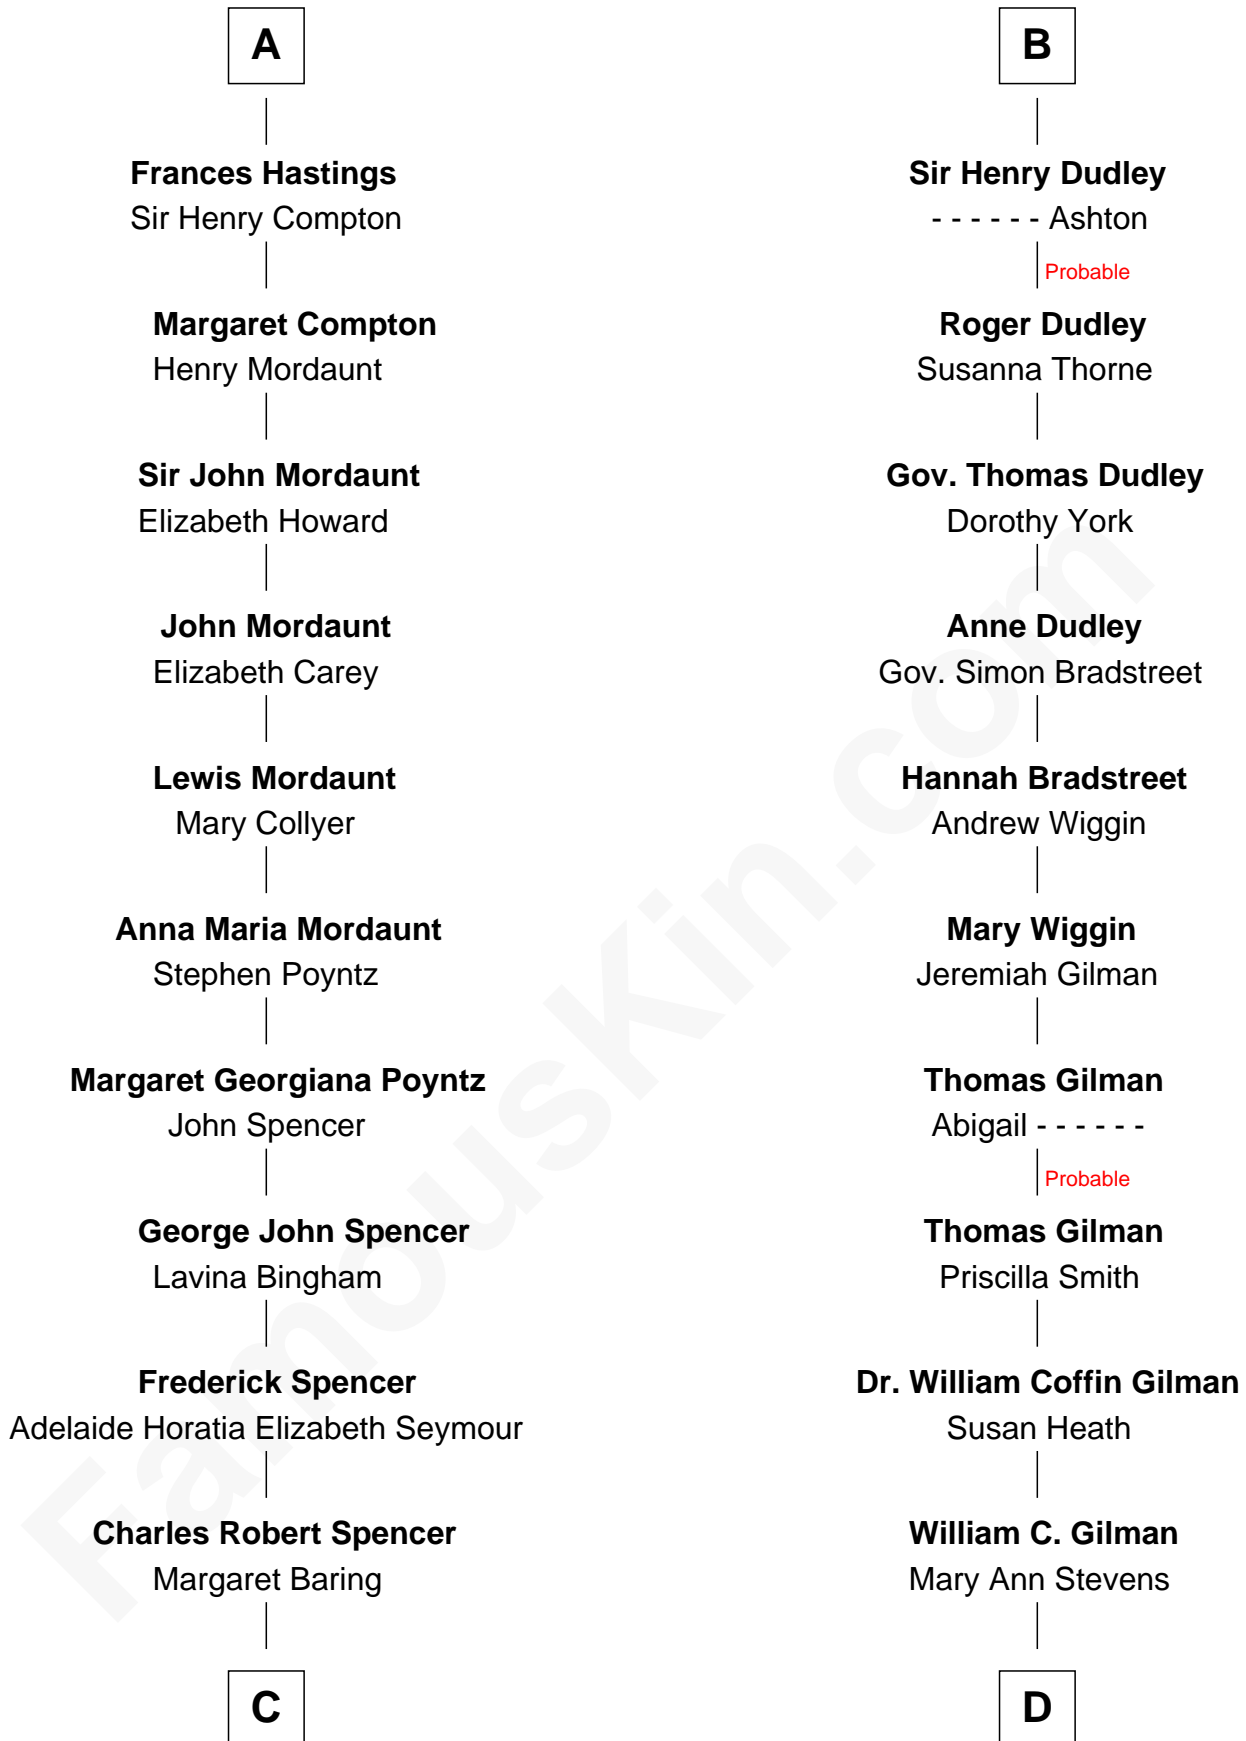 A
Frances Hastings
Sir Henry Compton
Margaret Compton
Henry Mordaunt
Sir John Mordaunt
Elizabeth Howard
John Mordaunt
Elizabeth Carey
Lewis Mordaunt
Mary Collyer
Anna Maria Mordaunt
Stephen Poyntz
Margaret Georgiana Poyntz
John Spencer
George John Spencer
Lavina Bingham
Frederick Spencer
Adelaide Horatia Elizabeth Seymour
Charles Robert Spencer
Margaret Baring
C
B
Sir Henry Dudley
- - - - - - Ashton
Probable
Roger Dudley
Susanna Thorne
Gov. Thomas Dudley
Dorothy York
Anne Dudley
Gov. Simon Bradstreet
Hannah Bradstreet
Andrew Wiggin
Mary Wiggin
Jeremiah Gilman
Thomas Gilman
Abigail - - - - - -
Probable
Thomas Gilman
Priscilla Smith
Dr. William Coffin Gilman
Susan Heath
William C. Gilman
Mary Ann Stevens
D
FamousKin.com